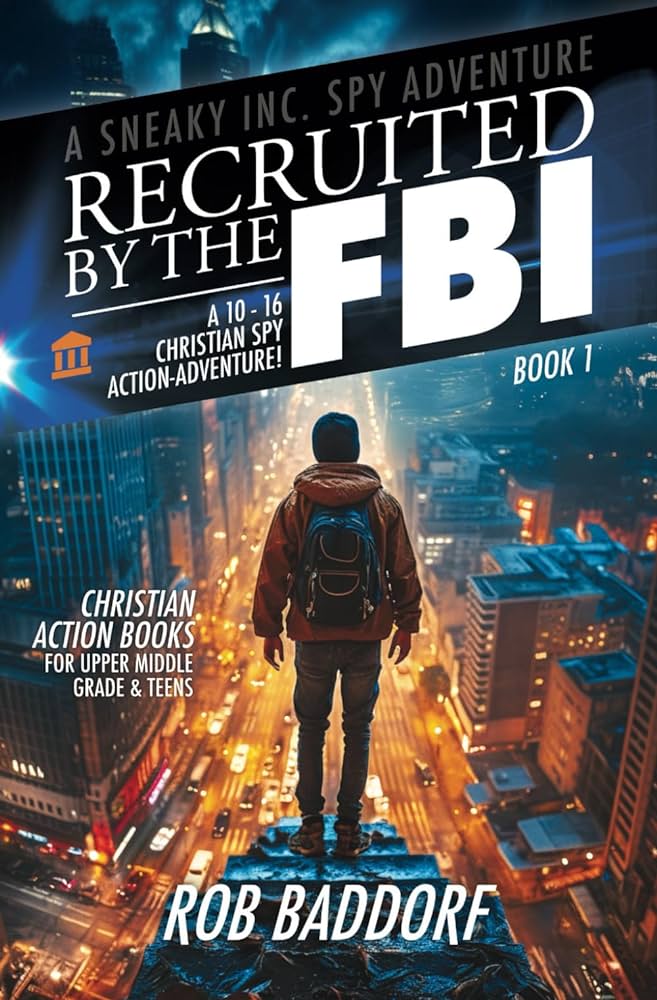 A SNEAKY INC. SPY ADVENTURE
RECRUITED
BY THE
FBI
A 10 - 16
CHRISTIAN SPY
ACTION-ADVENTURE!
BOOK 1
CHRISTIAN
ACTION BOOKS
FOR UPPER MIDDLE
GRADE & TEENS
ROB BADDORF